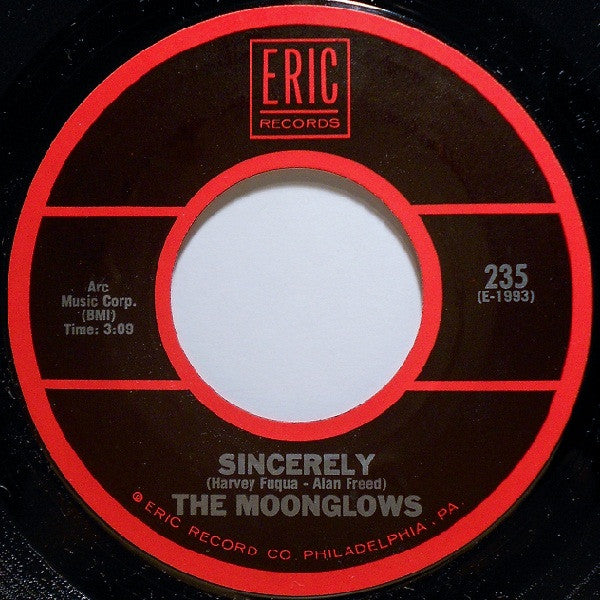 ERIC
RECORDS
Arc
Music Corp.
(BMI)
Time: 3:09
235
(E-1993)
SINCERELY
(Harvey Fuqua - Alan Freed)
THE MOONGLOWS
℗ ERIC RECORD CO. PHILADELPHIA, PA.